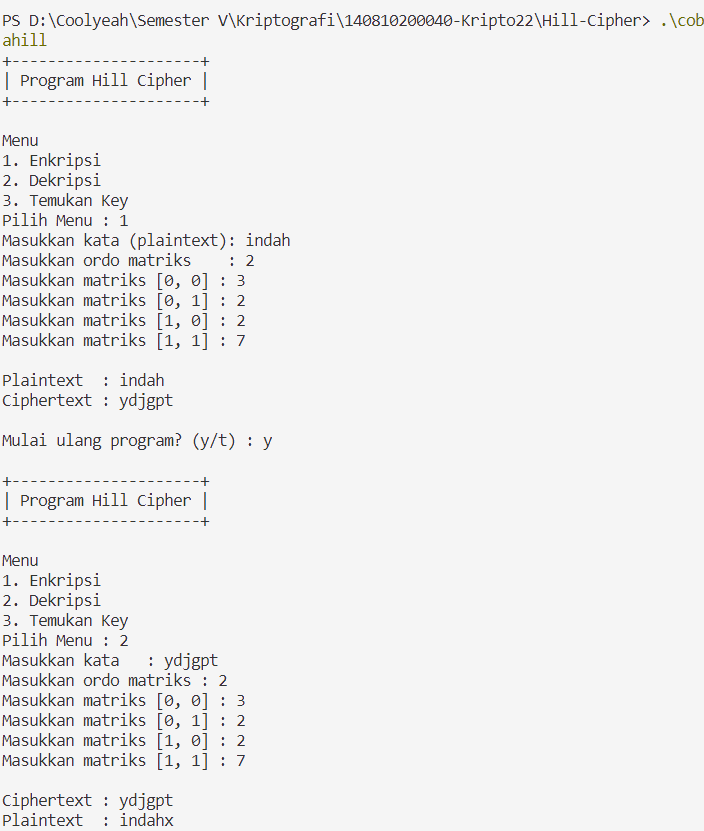 PS D:\Coolyeah\Semester V\Kriptografi\140810200040-Kripto22\Hill-Cipher> .\cob
ahill
+---------------------+
| Program Hill Cipher |
+---------------------+
Menu
1. Enkripsi
2. Dekripsi
3. Temukan Key
Pilih Menu : 1
Masukkan kata (plaintext): indah
Masukkan ordo matriks    : 2
Masukkan matriks [0, 0] : 3
Masukkan matriks [0, 1] : 2
Masukkan matriks [1, 0] : 2
Masukkan matriks [1, 1] : 7
Plaintext  : indah
Ciphertext : ydjgpt
Mulai ulang program? (y/t) : y
+---------------------+
| Program Hill Cipher |
+---------------------+
Menu
1. Enkripsi
2. Dekripsi
3. Temukan Key
Pilih Menu : 2
Masukkan kata   : ydjgpt
Masukkan ordo matriks : 2
Masukkan matriks [0, 0] : 3
Masukkan matriks [0, 1] : 2
Masukkan matriks [1, 0] : 2
Masukkan matriks [1, 1] : 7
Ciphertext : ydjgpt
Plaintext  : indahx